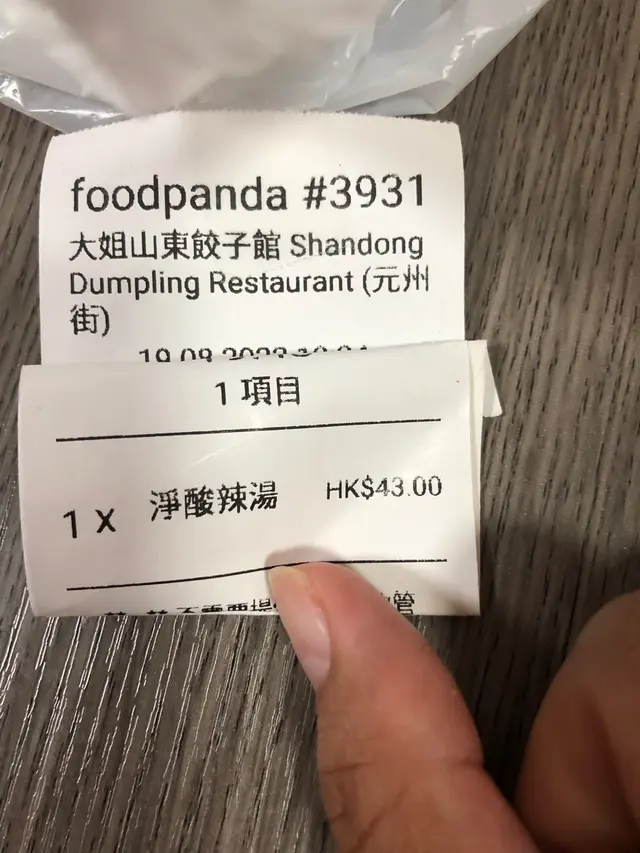 foodpanda #3931
大姐山東餃子館 Shandong
Dumpling Restaurant (元州
街)
1 項目
1 X 淨酸辣湯 HK$43.00